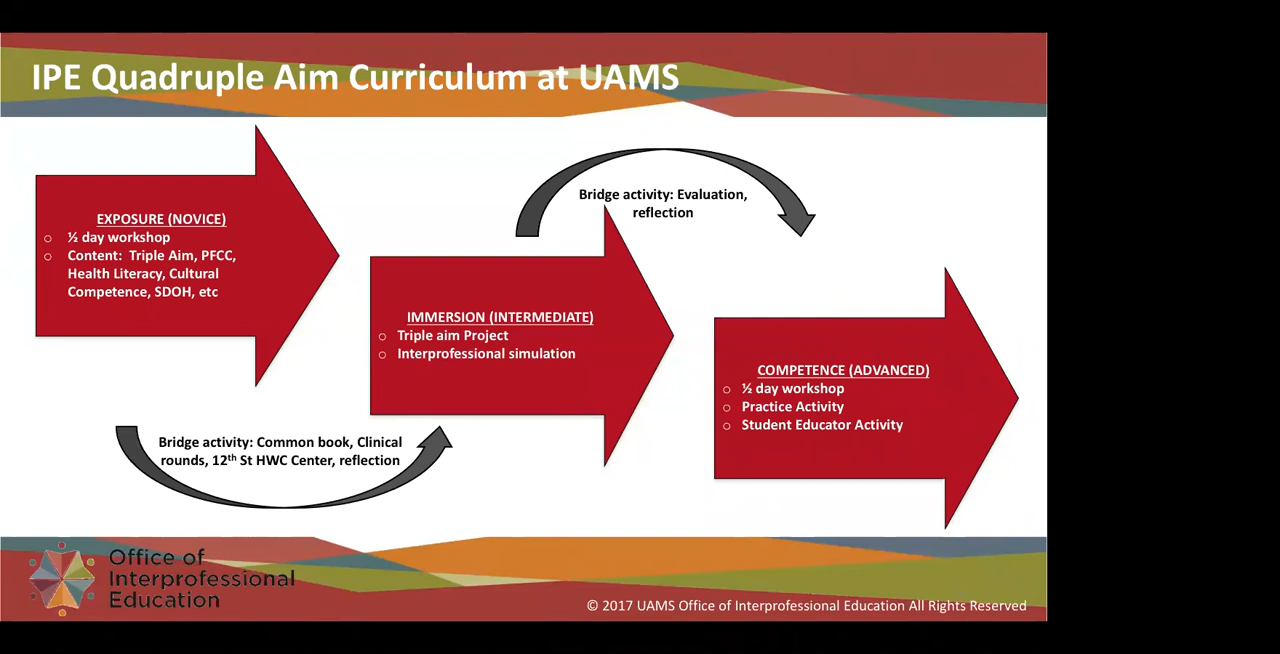 IPE Quadruple Aim Curriculum at UAMS
EXPOSURE (NOVICE)
○ ½ day workshop
○ Content: Triple Aim, PFCC,
Health Literacy, Cultural
Competence, SDOH, etc
Bridge activity: Common book, Clinical
rounds, 12th St HWC Center, reflection
IMMERSION (INTERMEDIATE)
○ Triple aim Project
○ Interprofessional simulation
Bridge activity: Evaluation,
reflection
COMPETENCE (ADVANCED)
○ ½ day workshop
○ Practice Activity
○ Student Educator Activity
Office of
Interprofessional
Education
© 2017 UAMS Office of Interprofessional Education All Rights Reserved